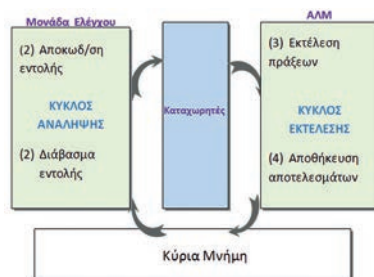 Μονάδα Ελέγχου
(2) Αποκωδ/ση
εντολής
ΚΥΚΛΟΣ
ΑΝΑΛΗΨΗΣ
(2) Διάβασμα
εντολής
Καταχωρητές
ΑΛΜ
(3) Εκτέλεση
πράξεων
ΚΥΚΛΟΣ
ΕΚΤΕΛΕΣΗΣ
(4) Αποθήκευση
αποτελεσμάτων
Κύρια Μνήμη